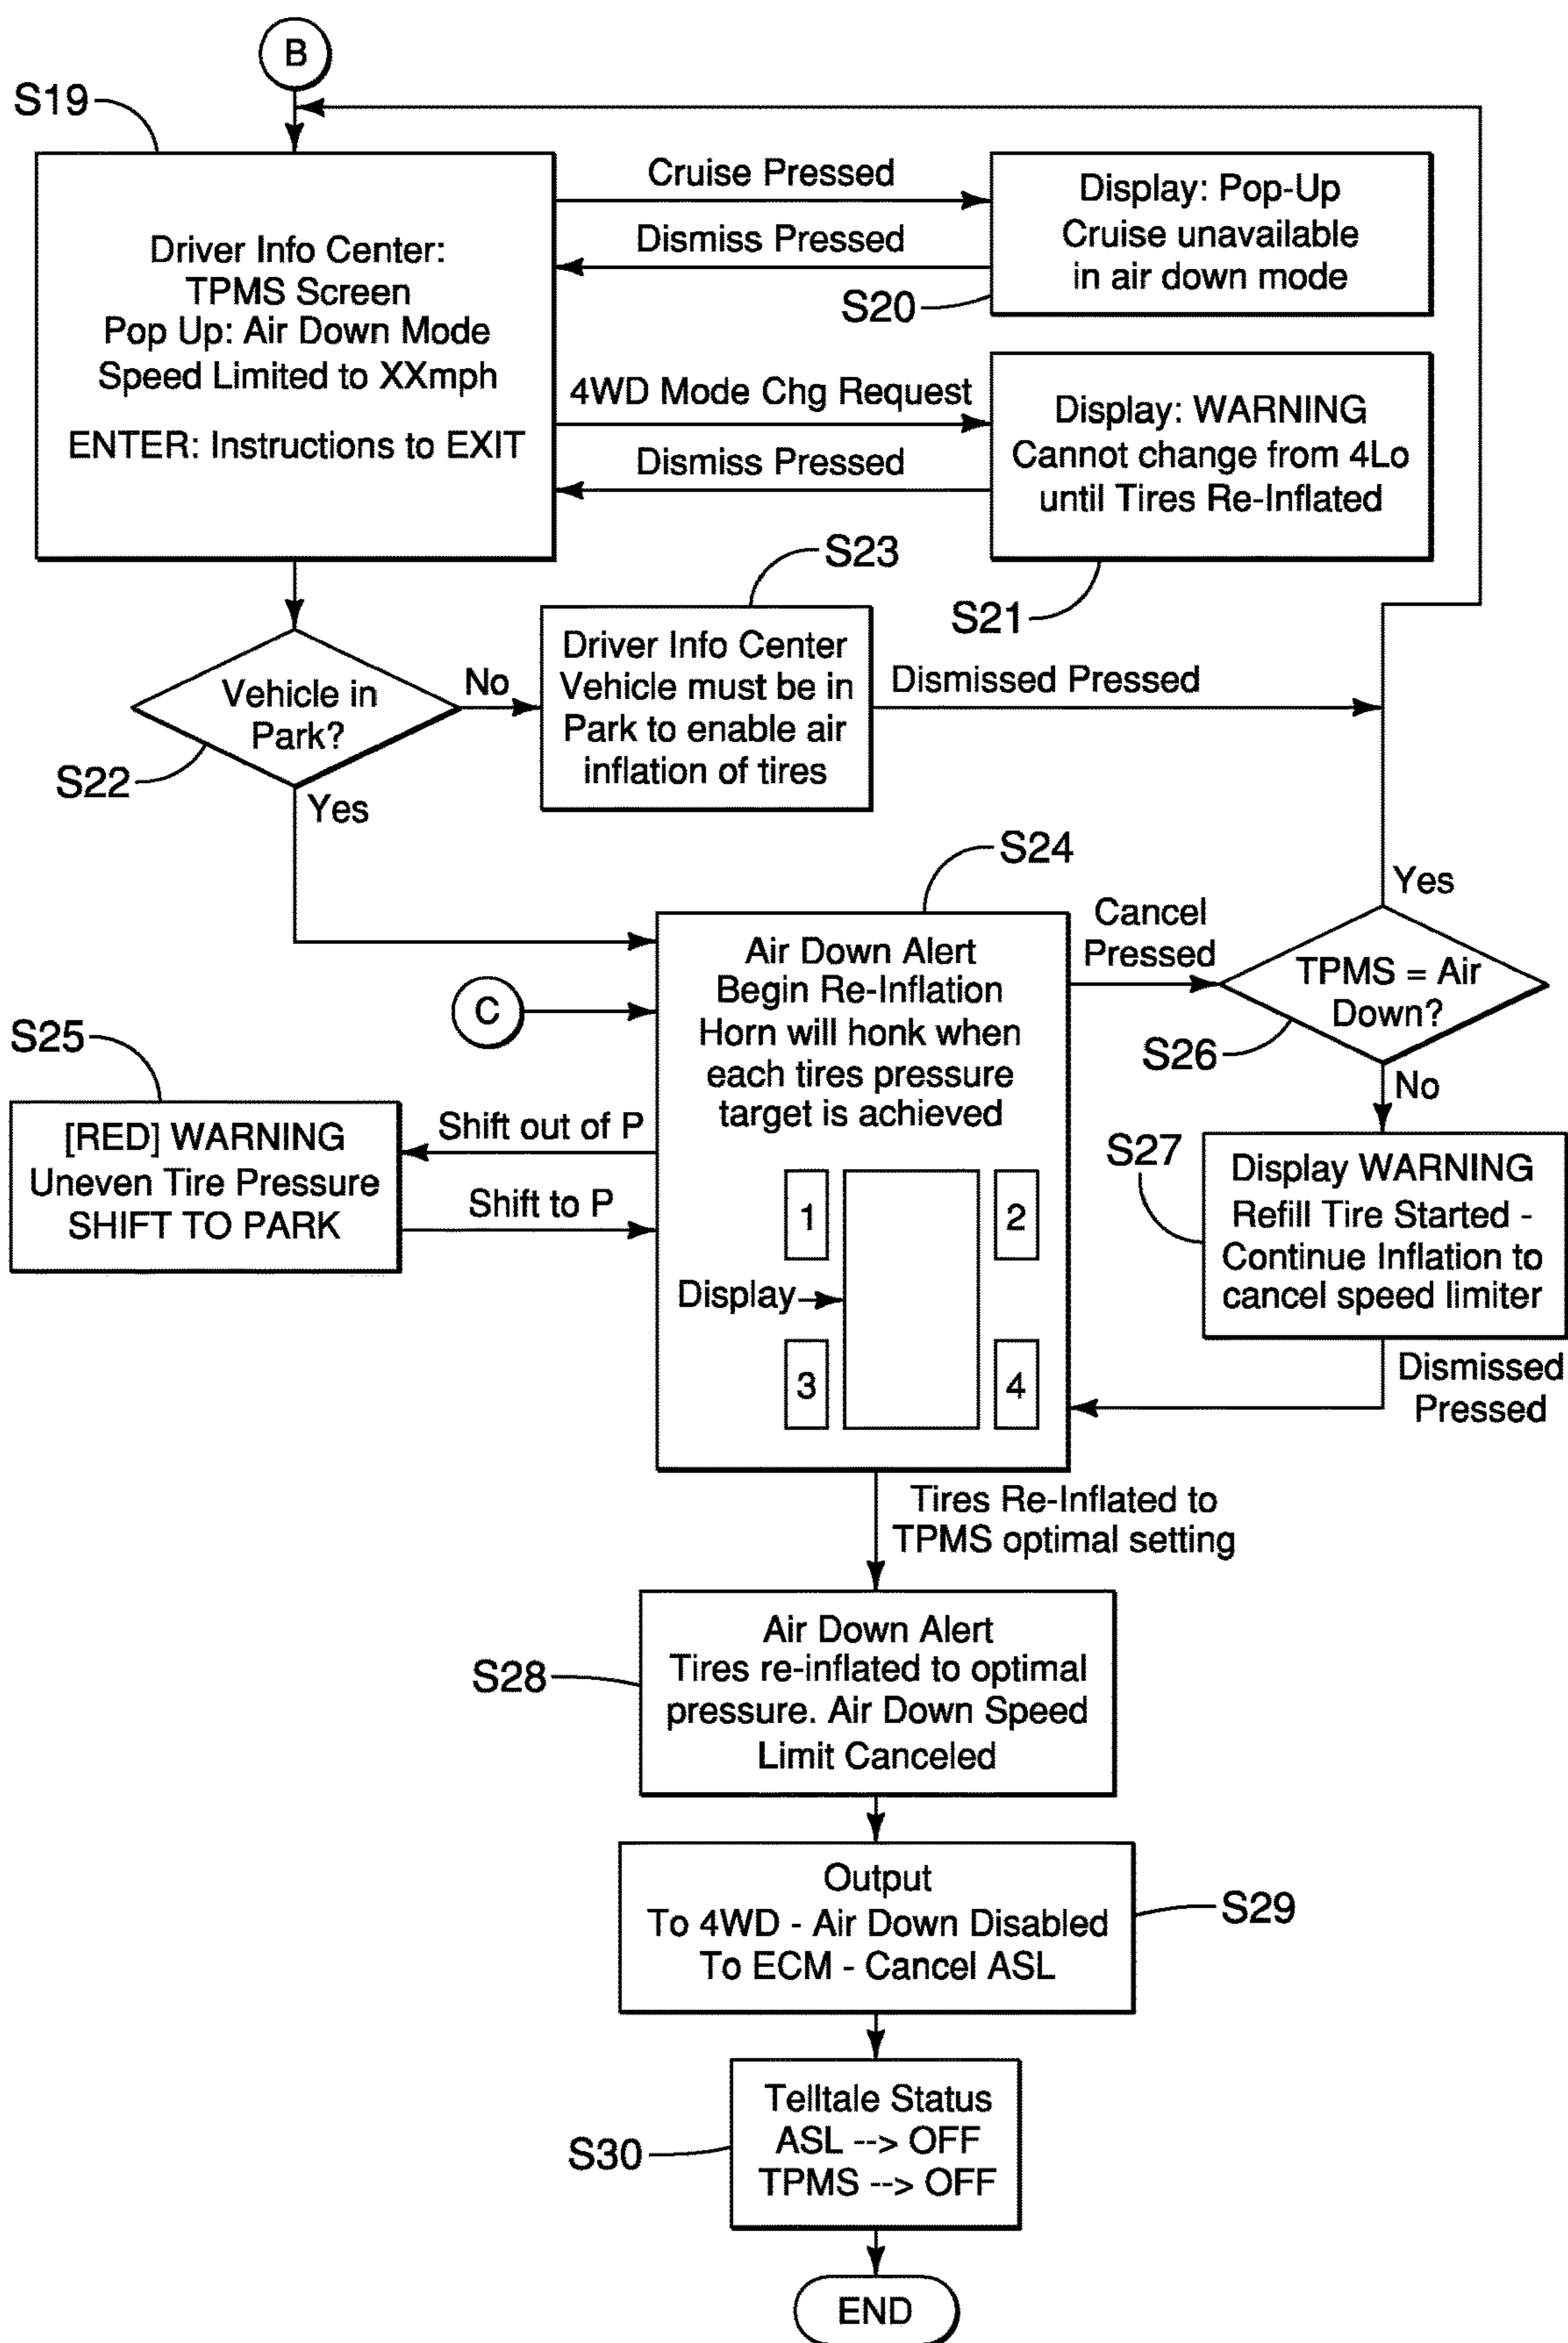 B
S19
Driver Info Center:
TPMS Screen
Pop Up: Air Down Mode
Speed Limited to XXmph
ENTER: Instructions to EXIT
Cruise Pressed
Dismiss Pressed
Display: Pop-Up
Cruise unavailable
in air down mode
S20
4WD Mode Chg Request
Dismiss Pressed
Display: WARNING
Cannot change from 4Lo
until Tires Re-Inflated
S21
S23
Vehicle in
Park?
S22
No
Yes
Driver Info Center
Vehicle must be in
Park to enable air
inflation of tires
Dismissed Pressed
S24
Air Down Alert
Begin Re-Inflation
Horn will honk when
each tires pressure
target is achieved
1
2
Display
3
4
C
S25
[RED] WARNING
Uneven Tire Pressure
SHIFT TO PARK
Shift out of P
Shift to P
Cancel
Pressed
Yes
TPMS = Air
Down?
S26
No
S27
Display WARNING
Refill Tire Started -
Continue Inflation to
cancel speed limiter
Dismissed
Pressed
Tires Re-Inflated to
TPMS optimal setting
S28
Air Down Alert
Tires re-inflated to optimal
pressure. Air Down Speed
Limit Canceled
Output
To 4WD - Air Down Disabled
To ECM - Cancel ASL
S29
S30
Telltale Status
ASL --> OFF
TPMS --> OFF
END